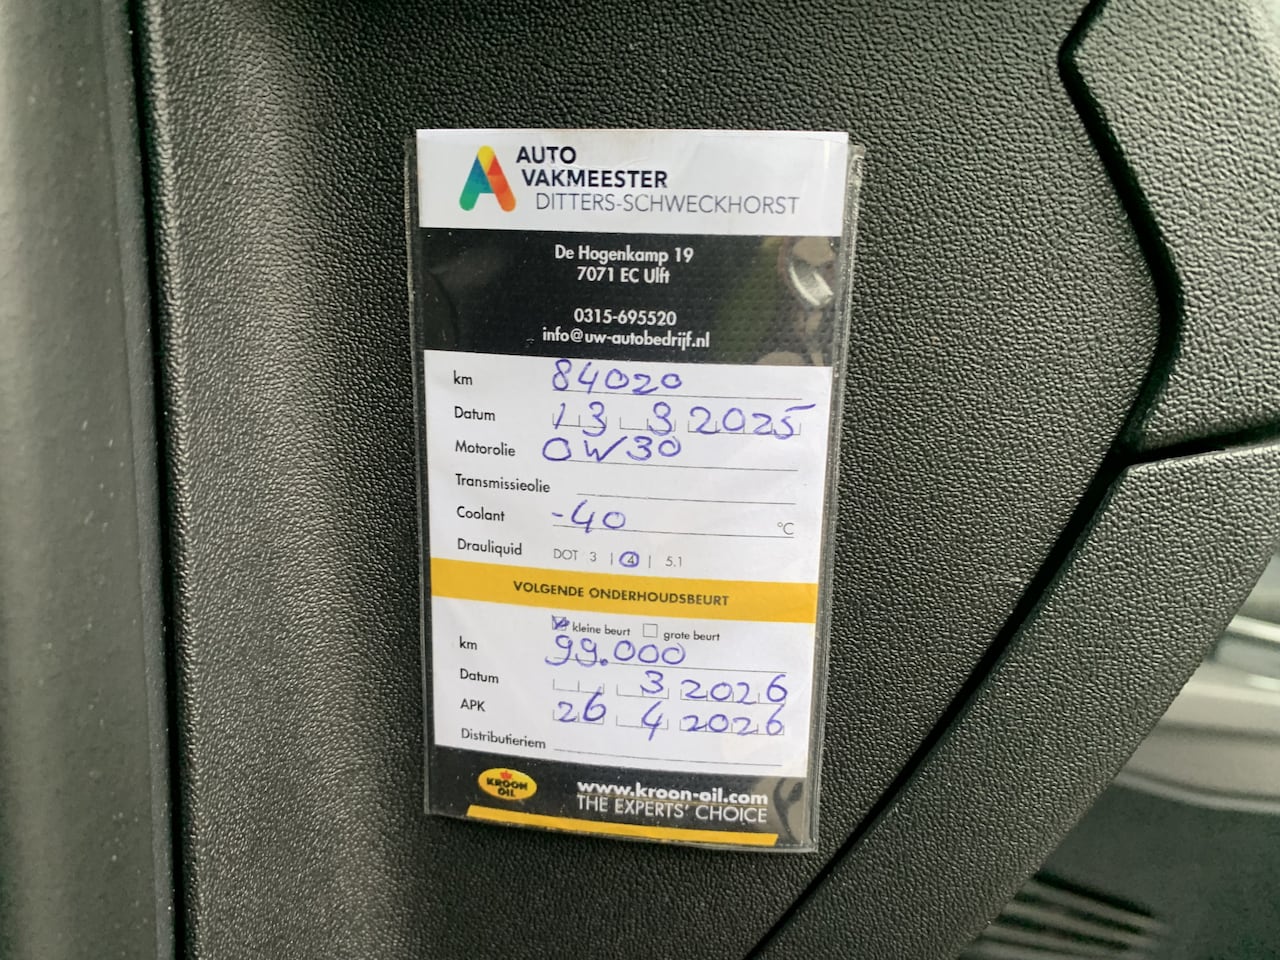 AUTO
VAKMEESTER
DITTERS-SCHWECKHORST
De Hogenkamp 19
7071 EC Ulft
0315-695520
info@uw-autobedrijf.nl
km 84020
Datum 13 3 2025
Motorolie 0W30
Transmissieolie
Coolant -40 °C
Drauliquid DOT 3 | 4 | 5.1
VOLGENDE ONDERHOUDSBEURT
kleine beurt grote beurt
km 99.000
Datum 3 2026
APK 26 4 2026
Distributieriem
KROON OIL
www.kroon-oil.com
THE EXPERTS' CHOICE